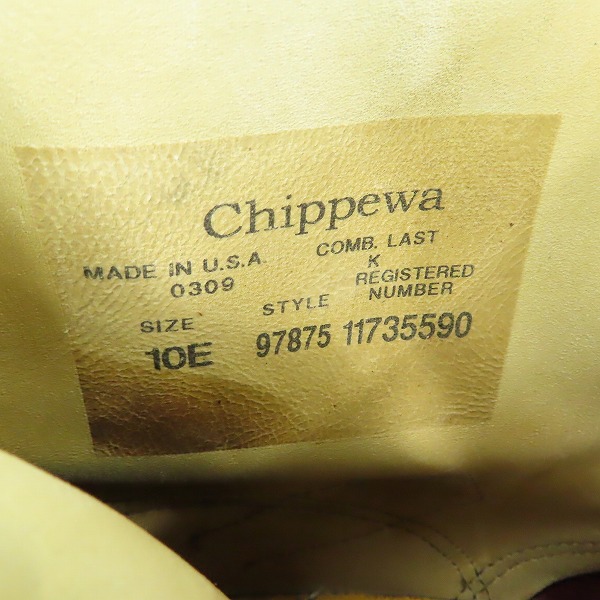 Chippewa
MADE IN U.S.A. COMB. LAST
0309 K
REGISTERED
SIZE STYLE NUMBER
10E 97875 11735590